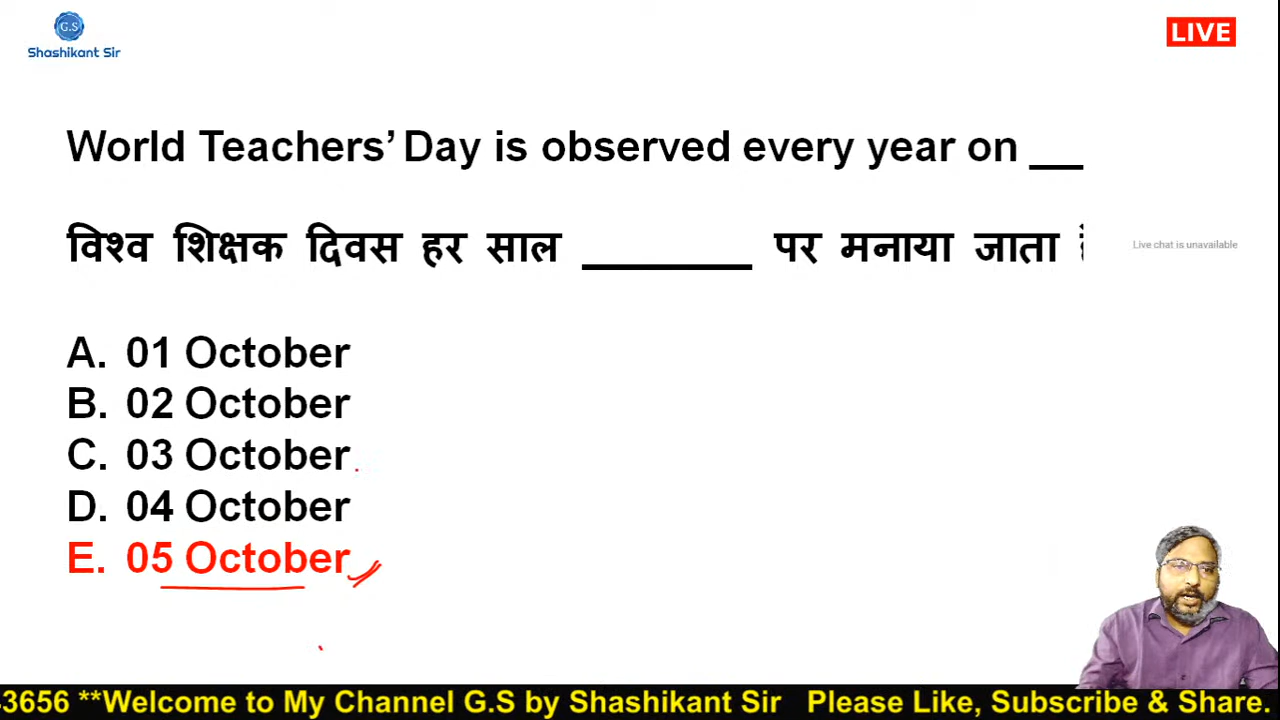 G.S
Shashikant Sir
LIVE
World Teachers’ Day is observed every year on ___
विश्व शिक्षक दिवस हर साल ________ पर मनाया जाता
Live chat is unavailable
A. 01 October
B. 02 October
C. 03 October
D. 04 October
E. 05 October
3656 **Welcome to My Channel G.S by Shashikant Sir Please Like, Subscribe & Share.